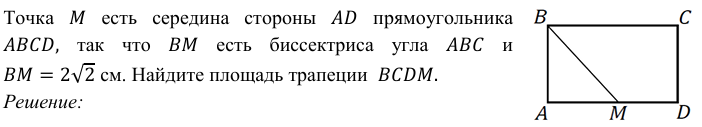 Точка M есть середина стороны AD прямоугольника
ABCD, так что BM есть биссектриса угла ABC и
BM = 2√2 см. Найдите площадь трапеции BCDM.
Решение:
B C
A M D